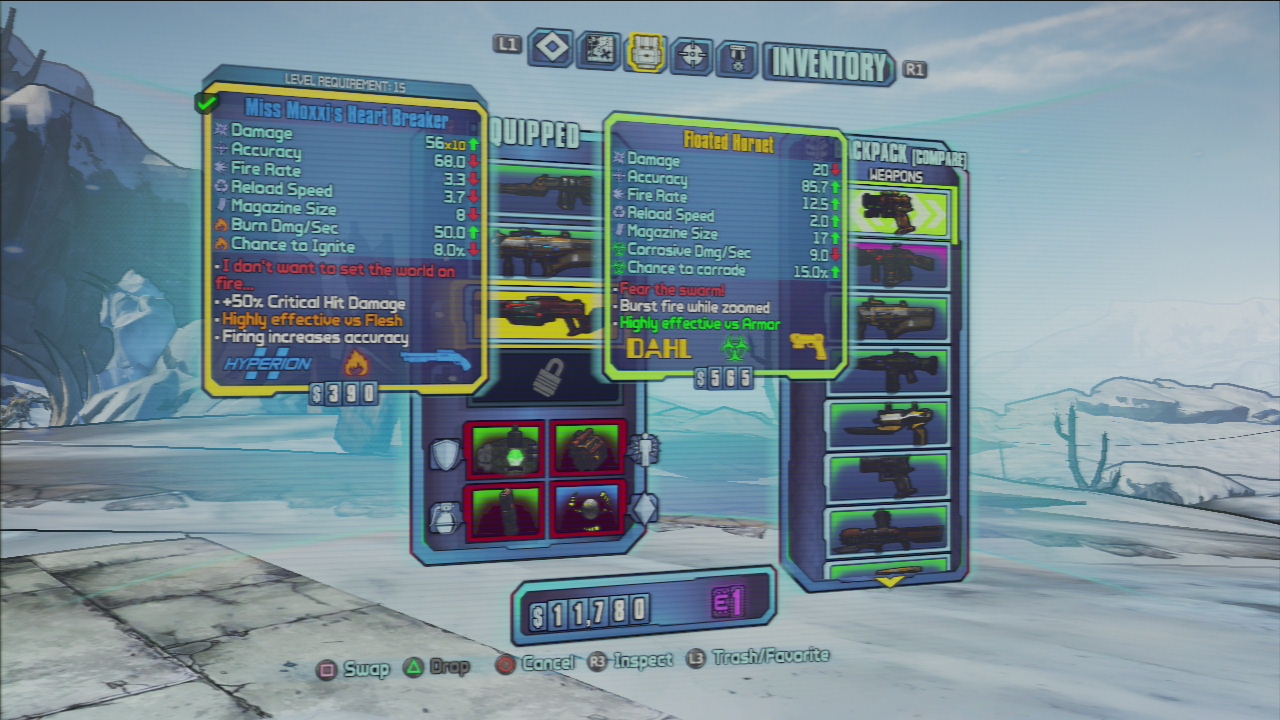 L1
INVENTORY
R1
LEVEL REQUIREMENT: 15
Miss Moxxi's Heart Breaker
Damage 56x10
Accuracy 68.0
Fire Rate 3.3
Reload Speed 3.7
Magazine Size 8
Burn Dmg/Sec 50.0
Chance to Ignite 8.0%
• I don't want to set the world on
fire...
• +50% Critical Hit Damage
• Highly effective vs Flesh
• Firing increases accuracy
HYPERION
$390
QUIPPED
Floated Hornet
Damage 20
Accuracy 85.7
Fire Rate 12.5
Reload Speed 2.0
Magazine Size 17
Corrosive Dmg/Sec 9.0
Chance to corrode 15.0%
• Fear the swarm!
• Burst fire while zoomed
• Highly effective vs Armor
DAHL
$565
ACKPACK [COMPARE]
WEAPONS
$11,780
E1
Swap
Drop
Cancel
R3 Inspect
L3 Trash/Favorite